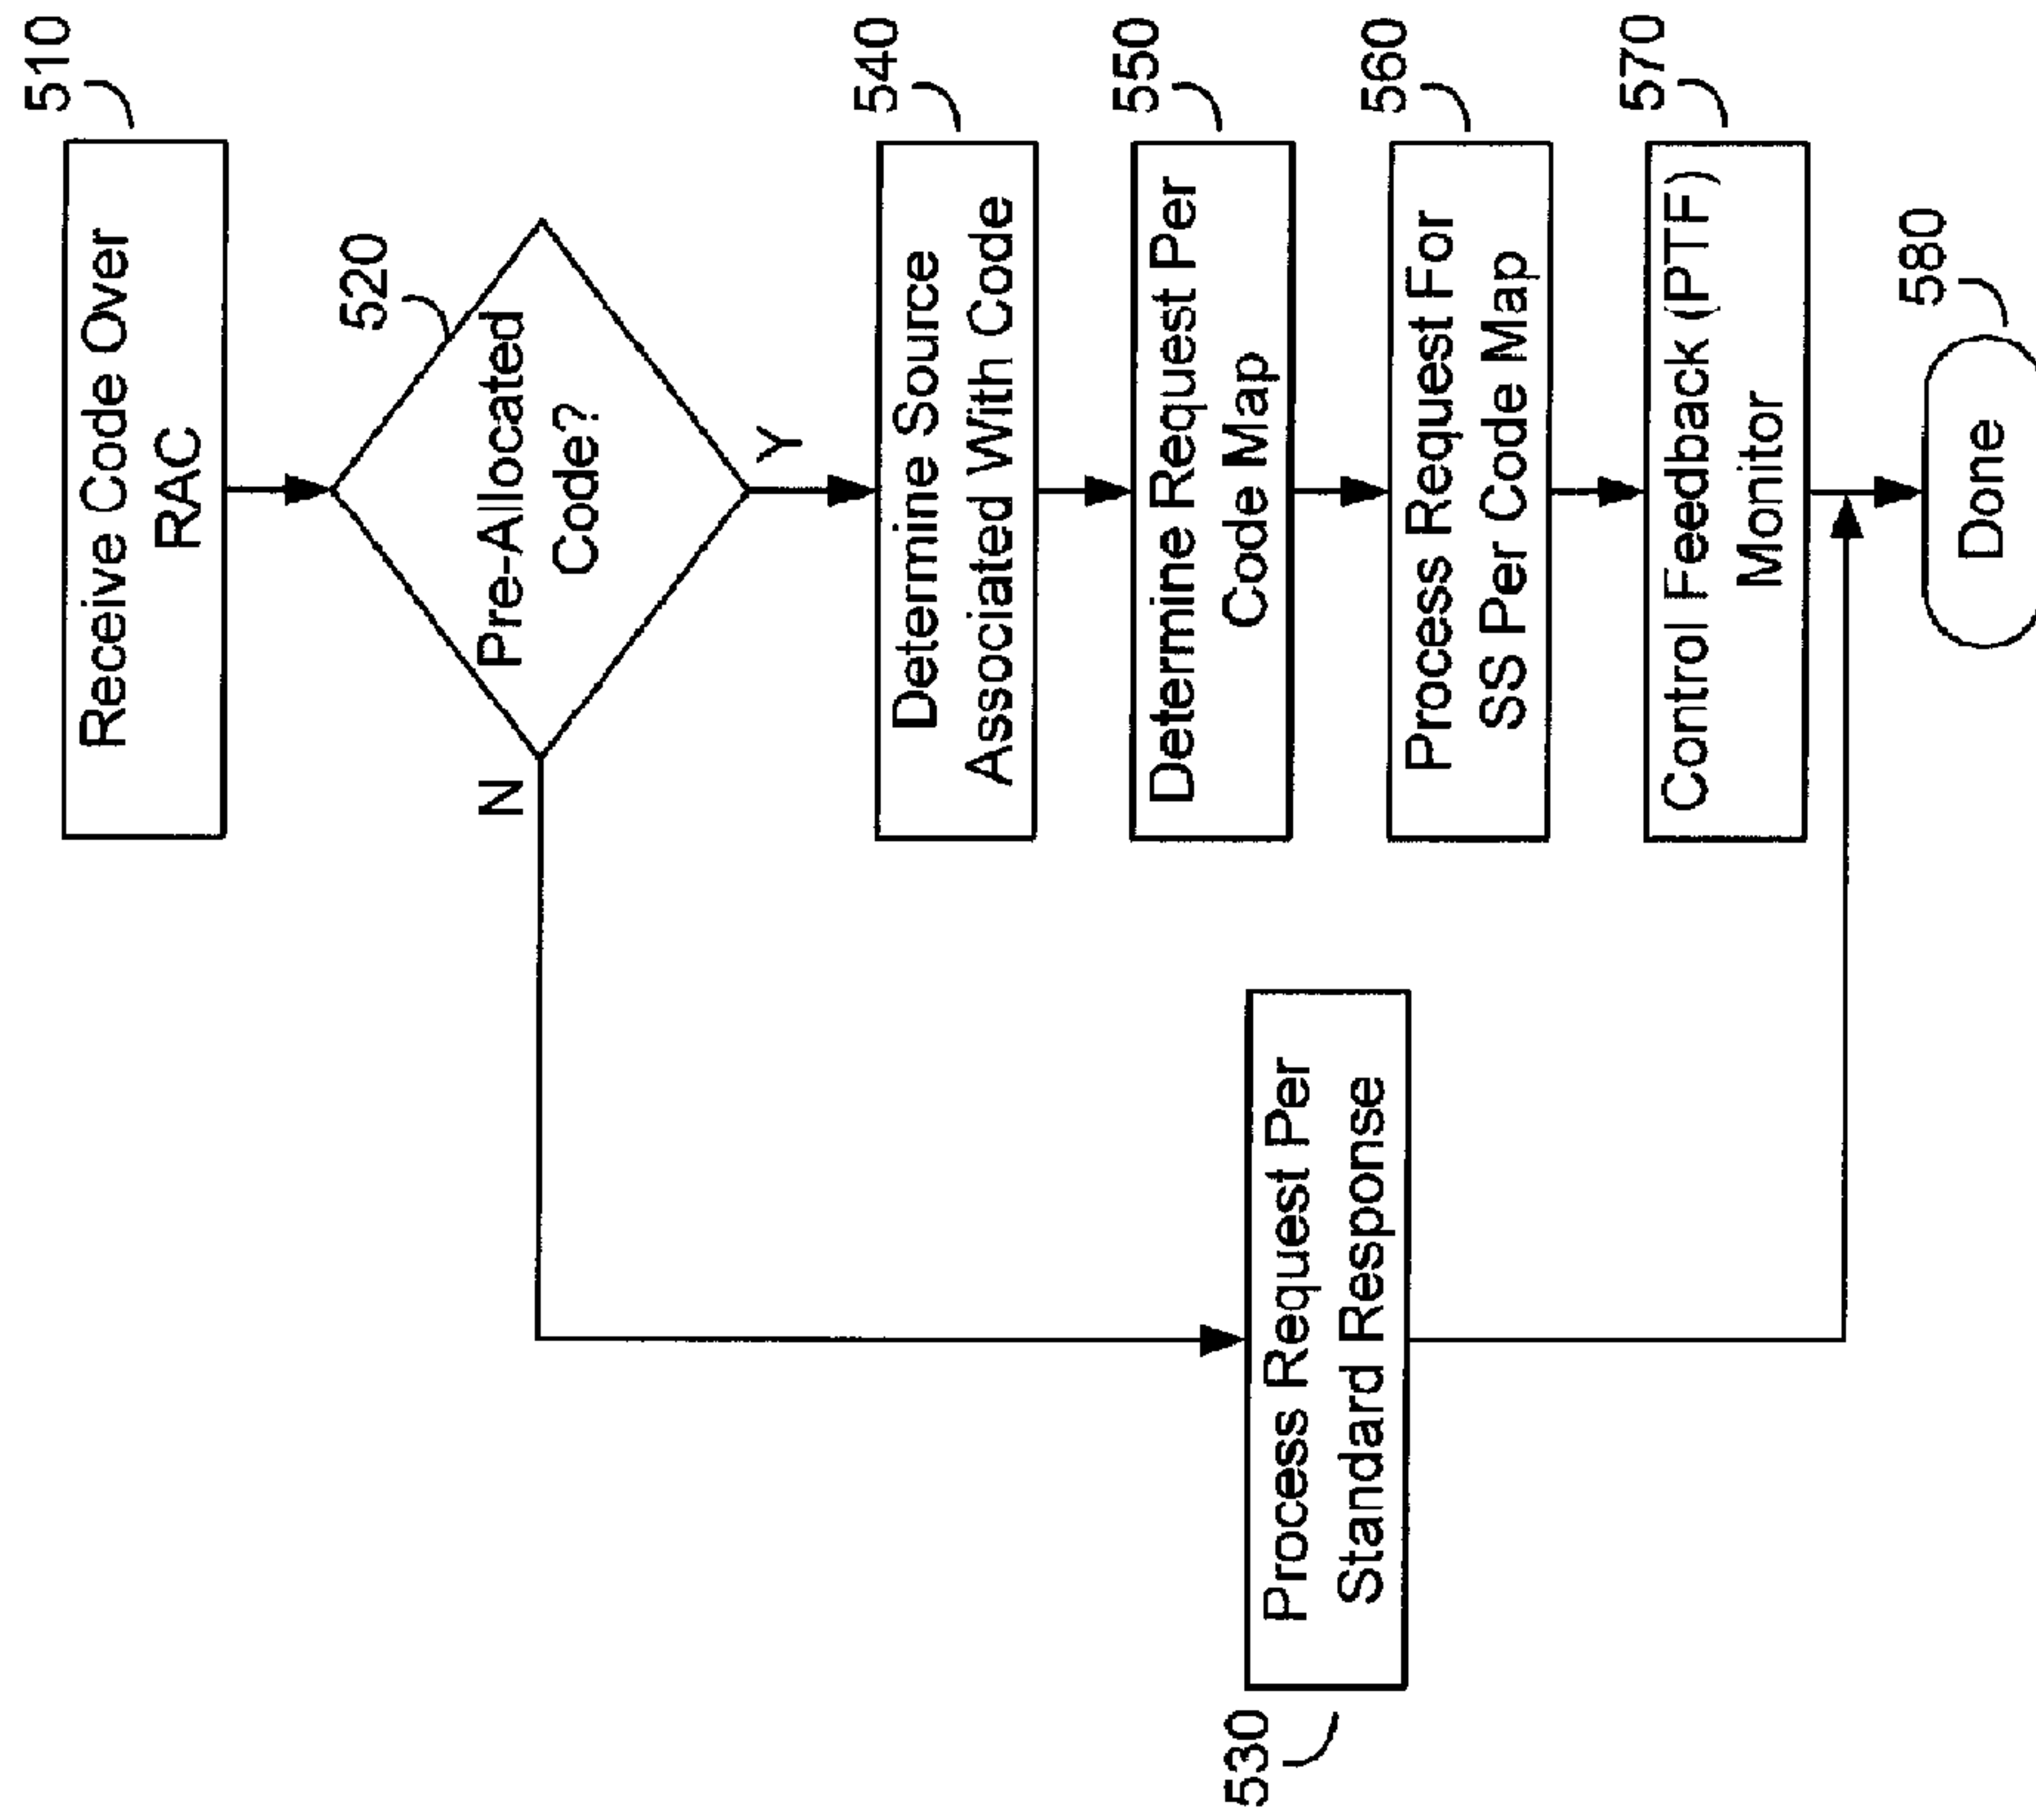 510
Receive Code Over
RAC
520
Pre-Allocated
Code?
N
Y
540
Determine Source
Associated With Code
550
Determine Request Per
Code Map
530
Process Request Per
Standard Response
560
Process Request For
SS Per Code Map
570
Control Feedback (PTF)
Monitor
580
Done